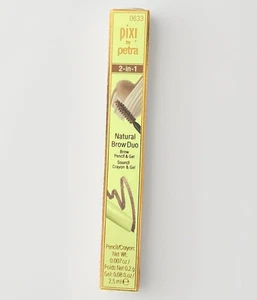 0633
pixi
by
petra
2-in-1
Natural
Brow Duo
Brow
Pencil & Gel
Sourcil
Crayon & Gel
Pencil/Crayon:
Net Wt.
0.007 oz./
Poids Net 0.2 g
Gel: 0.08 fl oz/
2.5 ml